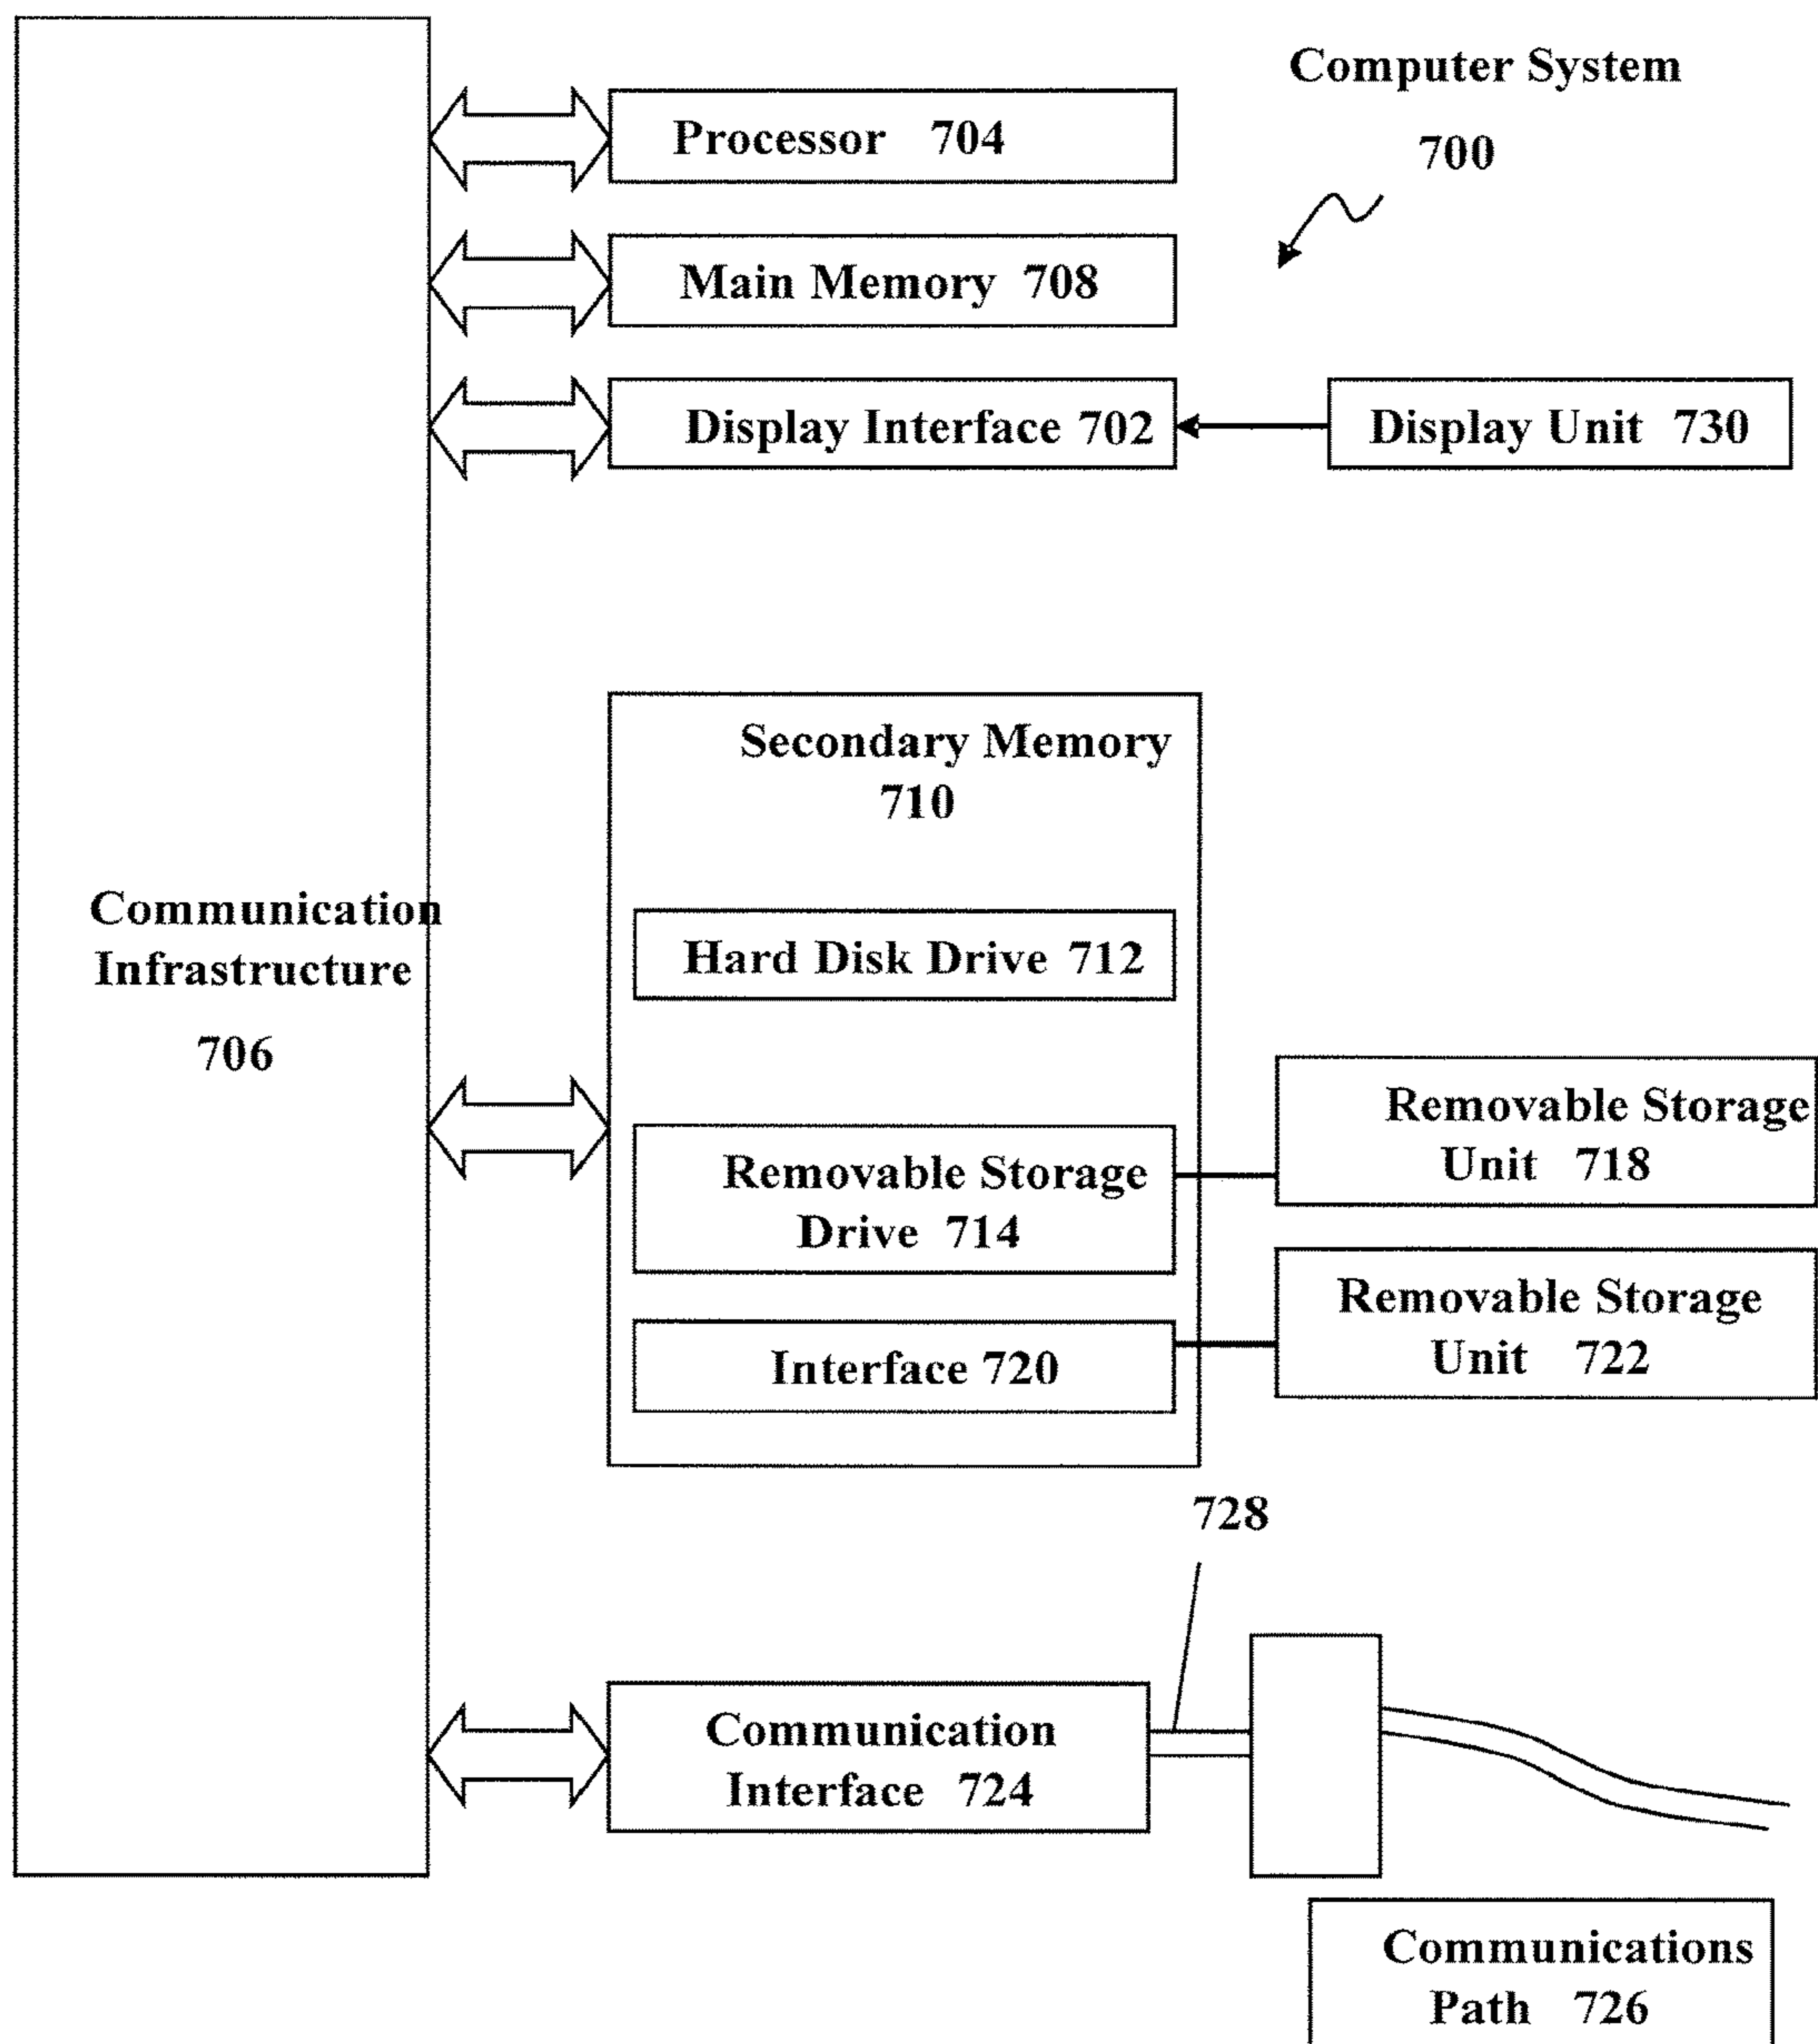 Computer System
700
Processor 704
Main Memory 708
Display Interface 702
Display Unit 730
Secondary Memory
710
Communication
Infrastructure
706
Hard Disk Drive 712
Removable Storage
Drive 714
Removable Storage
Unit 718
Interface 720
Removable Storage
Unit 722
728
Communication
Interface 724
Communications
Path 726